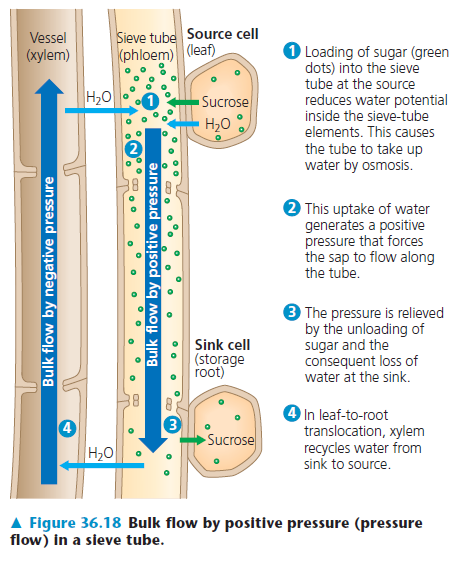 Vessel
(xylem)
Sieve tube
(phloem)
Source cell
(leaf)
H₂O
1
Sucrose
H₂O
2
Bulk flow by negative pressure
Bulk flow by positive pressure
Sink cell
(storage
root)
4
3
Sucrose
H₂O
1 Loading of sugar (green
dots) into the sieve
tube at the source
reduces water potential
inside the sieve-tube
elements. This causes
the tube to take up
water by osmosis.
2 This uptake of water
generates a positive
pressure that forces
the sap to flow along
the tube.
3 The pressure is relieved
by the unloading of
sugar and the
consequent loss of
water at the sink.
4 In leaf-to-root
translocation, xylem
recycles water from
sink to source.
▲ Figure 36.18 Bulk flow by positive pressure (pressure
flow) in a sieve tube.